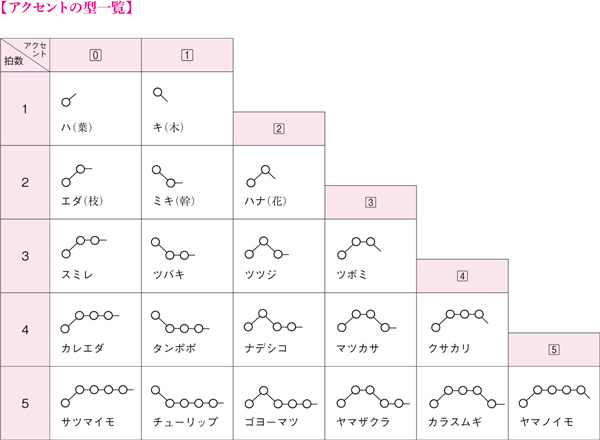 【アクセントの型一覧】
アクセント
拍数
0 1
1
ハ（葉） キ（木）
2
2
エダ（枝） ミキ（幹） ハナ（花）
3
3
スミレ ツバキ ツツジ ツボミ
4
4
カレエダ タンポポ ナデシコ マツカサ クサカリ
5
5
サツマイモ チューリップ ゴヨーマツ ヤマザクラ カラスムギ ヤマノイモ